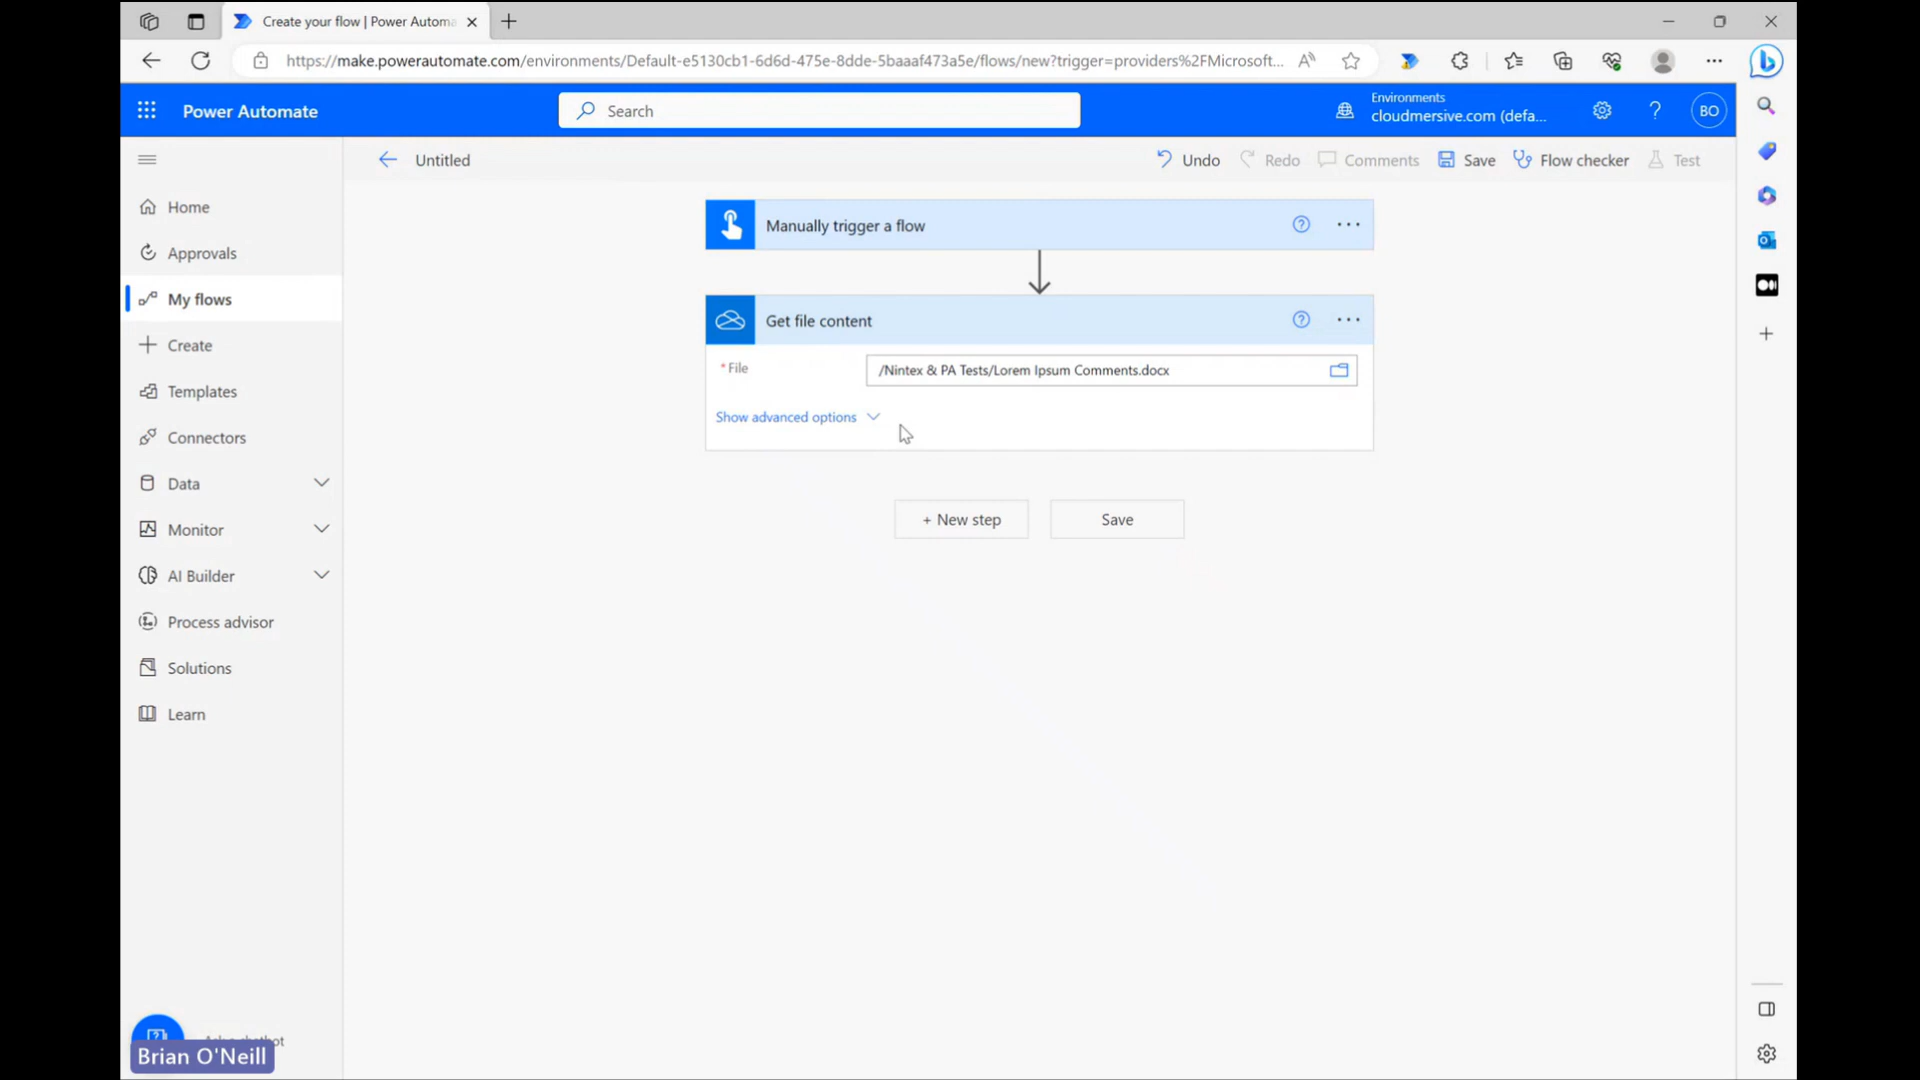 Create your flow | Power Automa
https://make.powerautomate.com/environments/Default-e5130cb1-6d6d-475e-8dde-5baaaf473a5e/flows/new?trigger=providers%2FMicrosoft...
Power Automate
Search
Environments
cloudmersive.com (defa...
BO
Untitled
Undo
Redo
Comments
Save
Flow checker
Test
Home
Approvals
My flows
Create
Templates
Connectors
Data
Monitor
AI Builder
Process advisor
Solutions
Learn
Manually trigger a flow
Get file content
* File
/Nintex & PA Tests/Lorem Ipsum Comments.docx
Show advanced options
+ New step
Save
Brian O'Neill